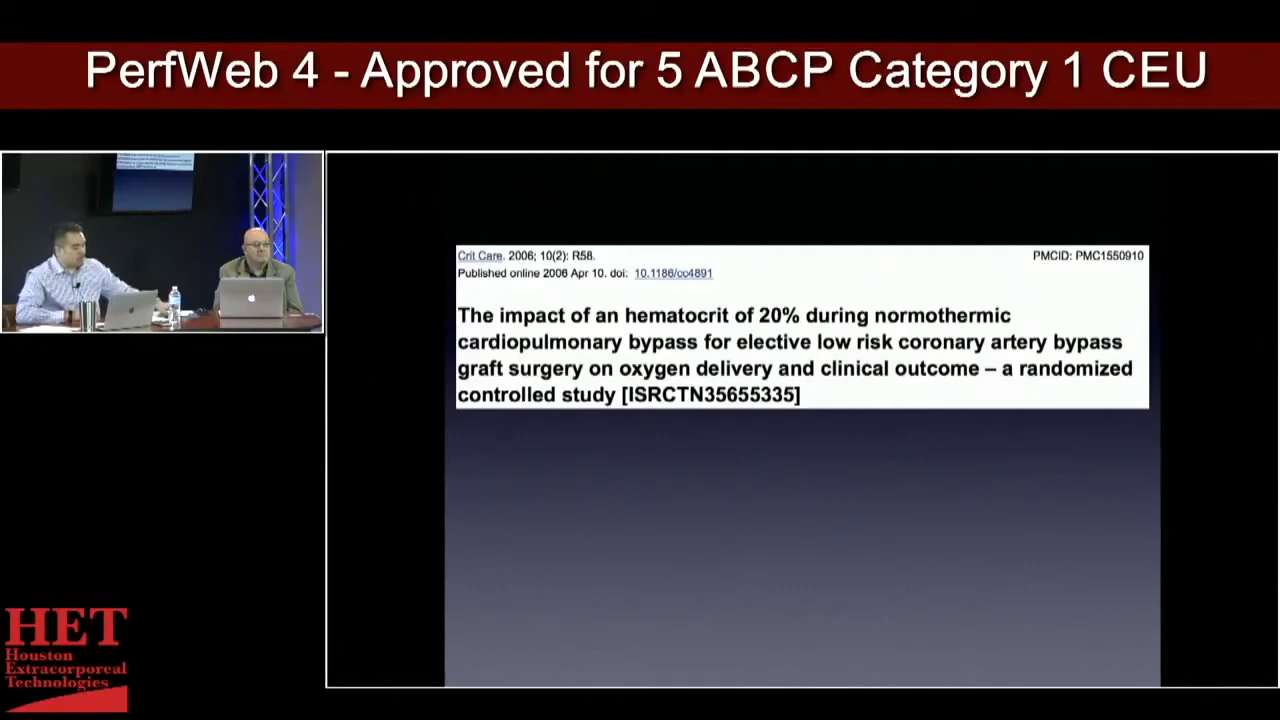 PerfWeb 4 - Approved for 5 ABCP Category 1 CEU
Crit Care. 2006; 10(2): R58.
PMCID: PMC1550910
Published online 2006 Apr 10. doi: 10.1186/cc4891
The impact of an hematocrit of 20% during normothermic
cardiopulmonary bypass for elective low risk coronary artery bypass
graft surgery on oxygen delivery and clinical outcome – a randomized
controlled study [ISRCTN35655335]
HET
Houston
Extracorporeal
Technologies